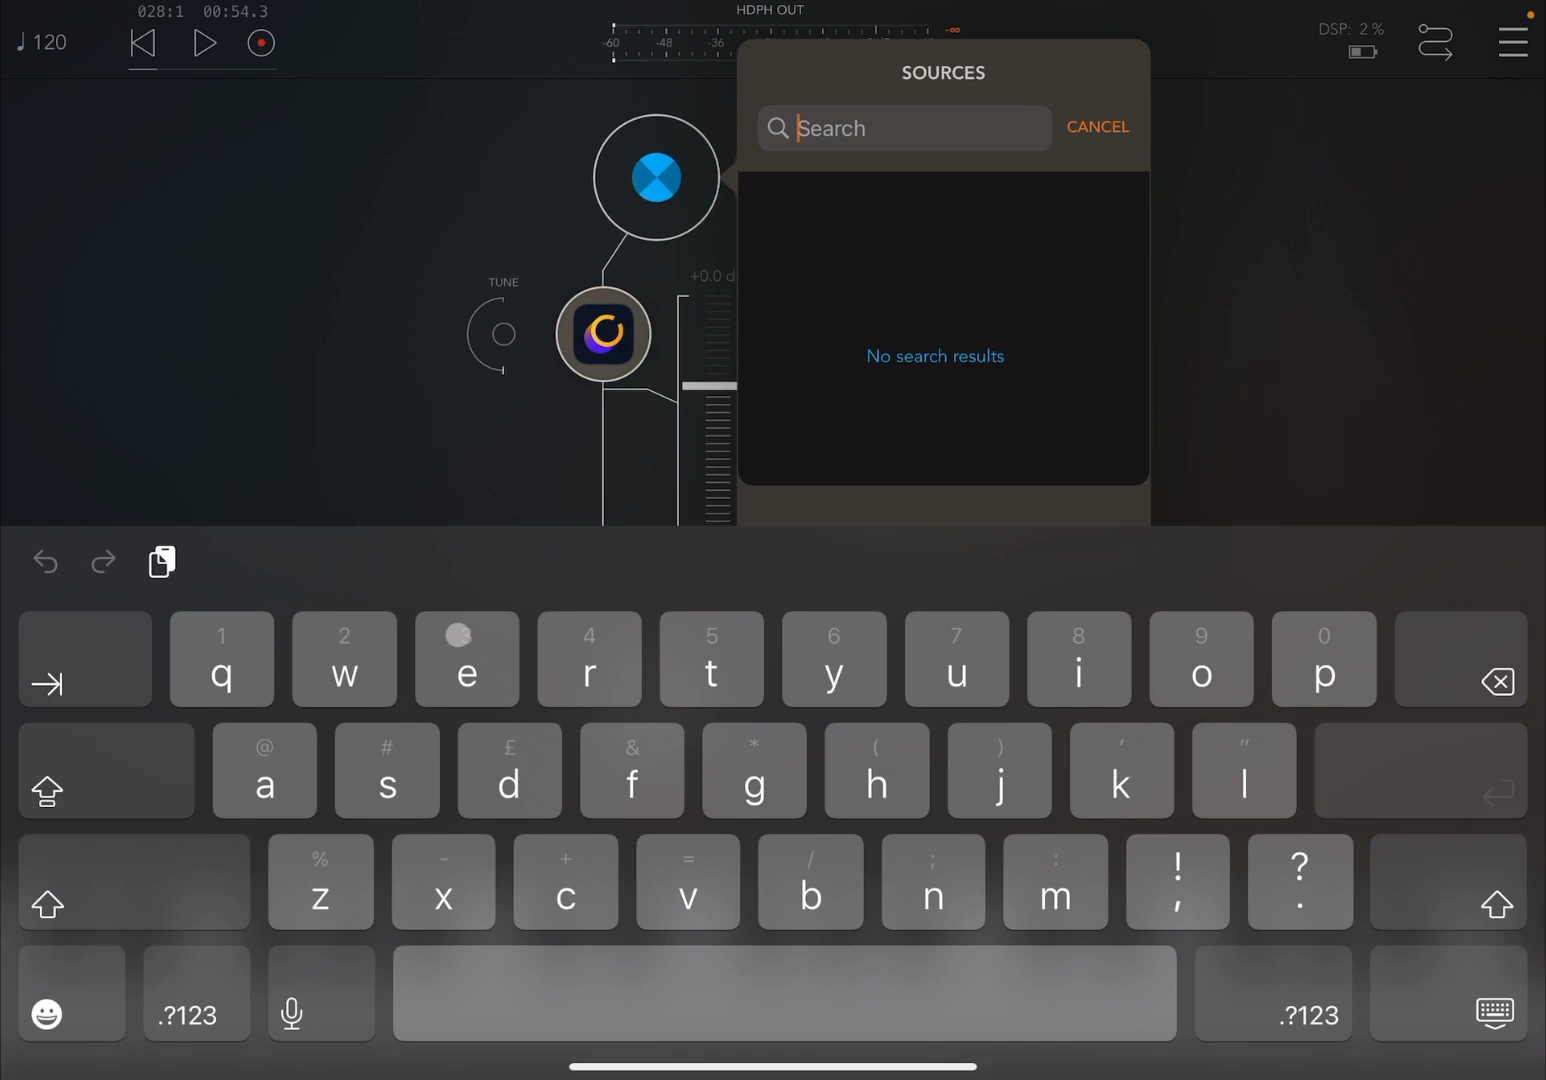 028:1 00:54.3
HDPH OUT
♩ 120
-60 -48 -36
-∞
DSP: 2 %
SOURCES
Search
CANCEL
TUNE
+0.0 d
No search results
1 2 3 4 5 6 7 8 9 0
q w e r t y u i o p
@ # £ & * ( ) ' "
a s d f g h j k l
% - + = / ; : ! ?
z x c v b n m , .
.?123 .?123